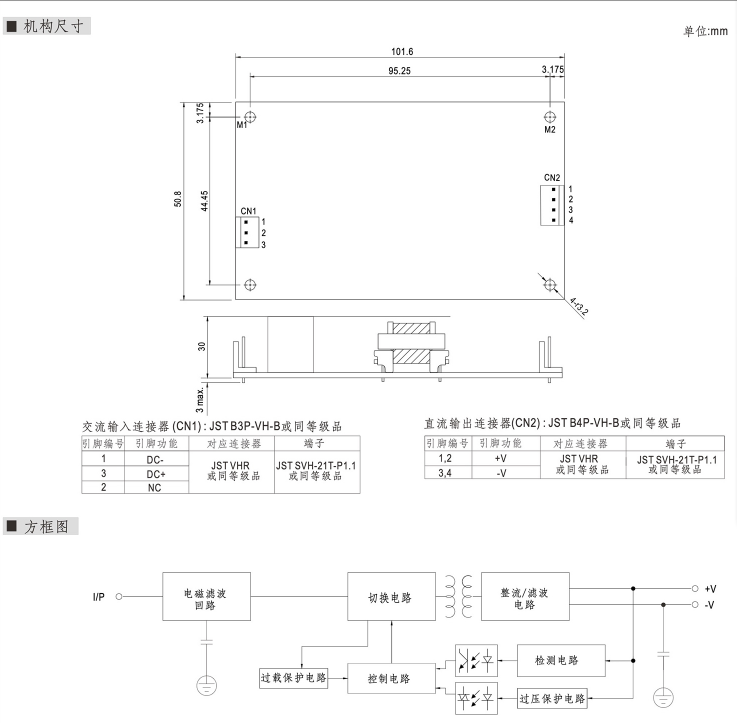 ■ 机构尺寸
单位:mm
101.6
95.25
3.175
3.175
M1
M2
50.8
44.45
CN1
1
2
3
CN2
1
2
3
4
4-r3.2
30
3 max.
交流输入连接器 (CN1) : JST B3P-VH-B或同等级品
引脚编号 引脚功能 对应连接器 端子
1 DC- JST VHR 或同等级品 JST SVH-21T-P1.1 或同等级品
3 DC+
2 NC
直流输出连接器(CN2) : JST B4P-VH-B或同等级品
引脚编号 引脚功能 对应连接器 端子
1,2 +V JST VHR 或同等级品 JST SVH-21T-P1.1 或同等级品
3,4 -V
■ 方框图
I/P
电磁滤波
回路
切换电路
整流/滤波
电路
+V
-V
过载保护电路
控制电路
检测电路
过压保护电路